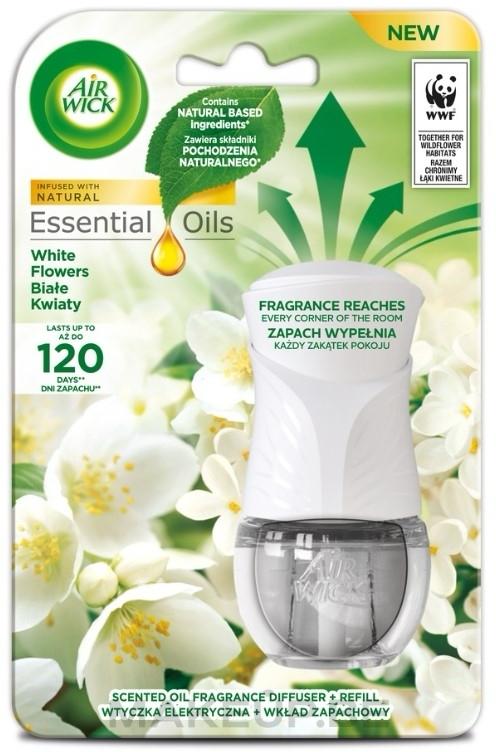 NEW
AIR
WICK
Contains
NATURAL BASED
ingredients*
Zawiera składniki
POCHODZENIA
NATURALNEGO*
WWF
TOGETHER FOR
WILDFLOWER
HABITATS
RAZEM
CHRONIMY
ŁĄKI KWIETNE
INFUSED WITH
NATURAL
Essential Oils
White
Flowers
Białe
Kwiaty
LASTS UP TO
AŻ DO
120
DAYS**
DNI ZAPACHU**
FRAGRANCE REACHES
EVERY CORNER OF THE ROOM
ZAPACH WYPEŁNIA
KAŻDY ZAKĄTEK POKOJU
AIR
WICK
SCENTED OIL FRAGRANCE DIFFUSER + REFILL
WTYCZKA ELEKTRYCZNA + WKŁAD ZAPACHOWY